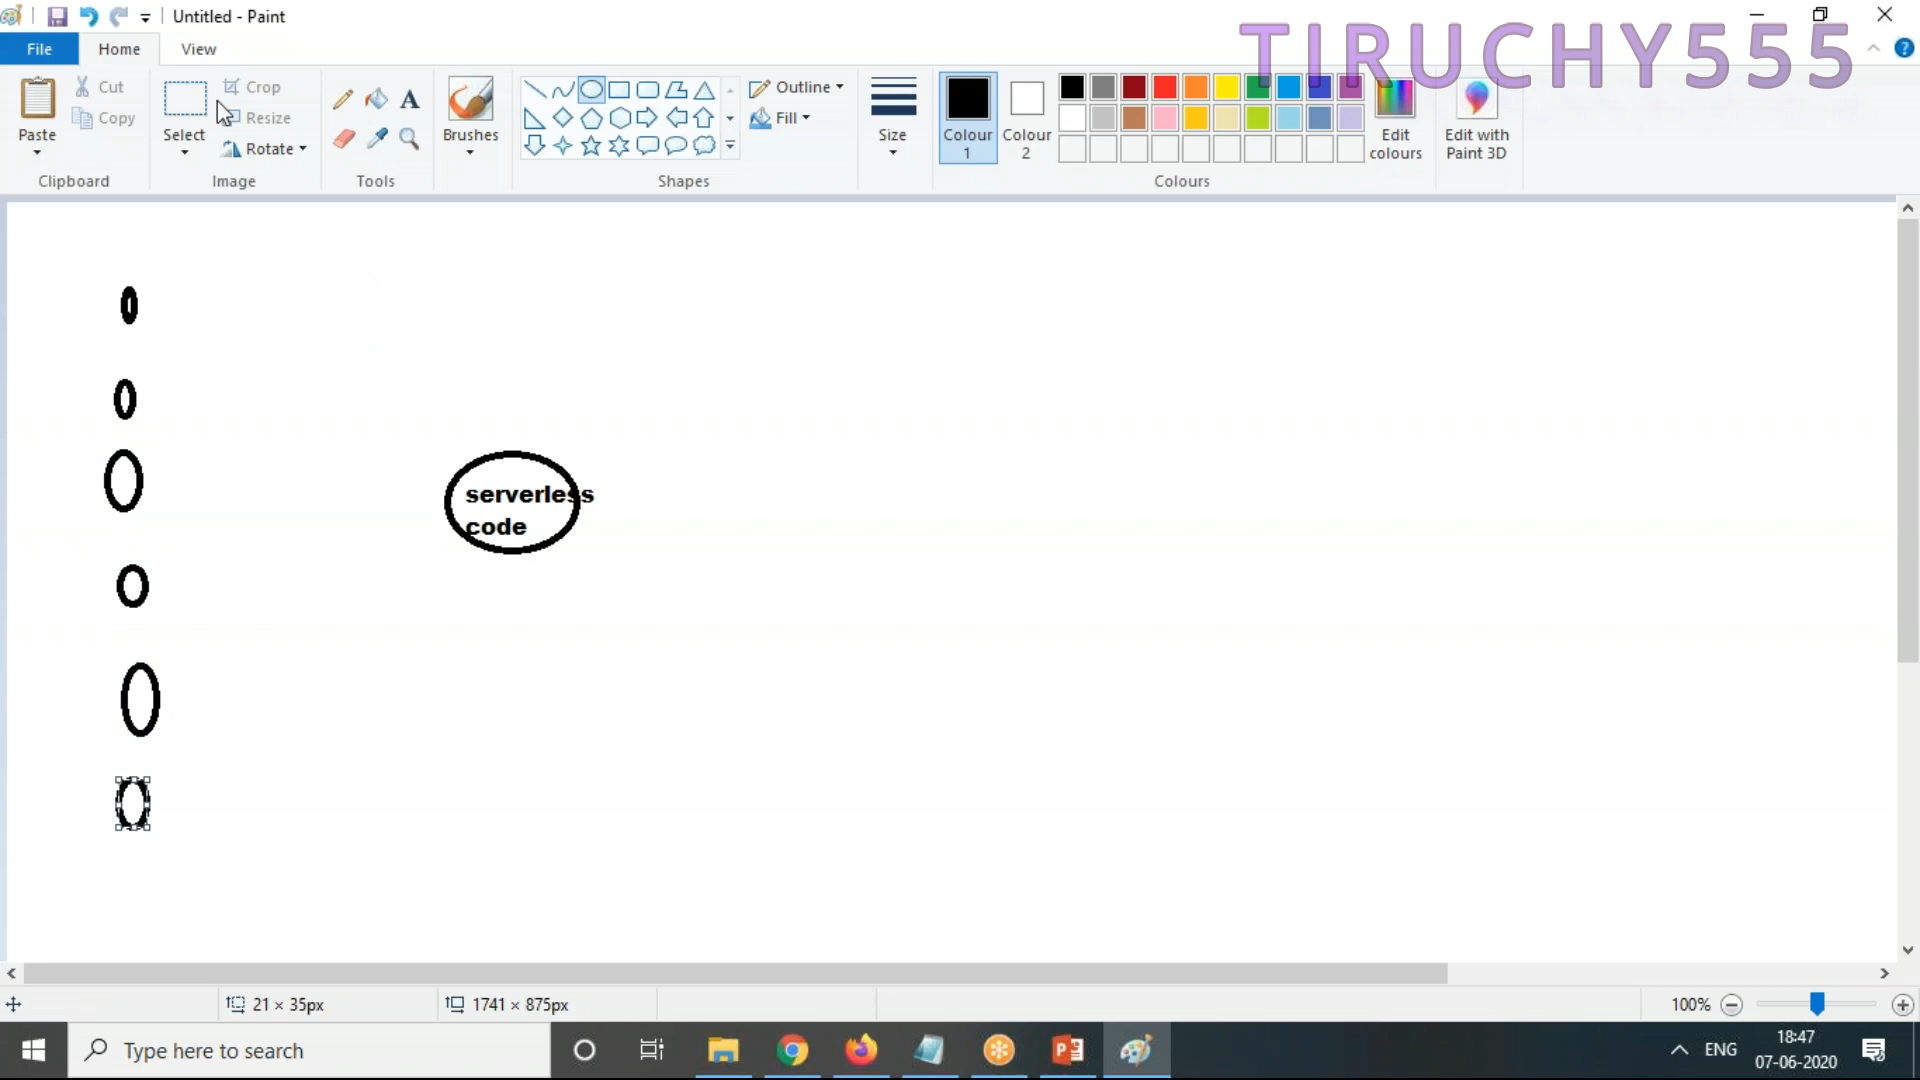 Untitled - Paint
TIRUCHY555
File Home View
Paste
Cut
Copy
Clipboard
Select
Crop
Resize
Rotate
Image
A
Tools
Brushes
Shapes
Outline
Fill
Size
Colour 1
Colour 2
Edit colours
Edit with Paint 3D
Colours
serverless
code
21 × 35px
1741 × 875px
100%
Type here to search
ENG
18:47
07-06-2020